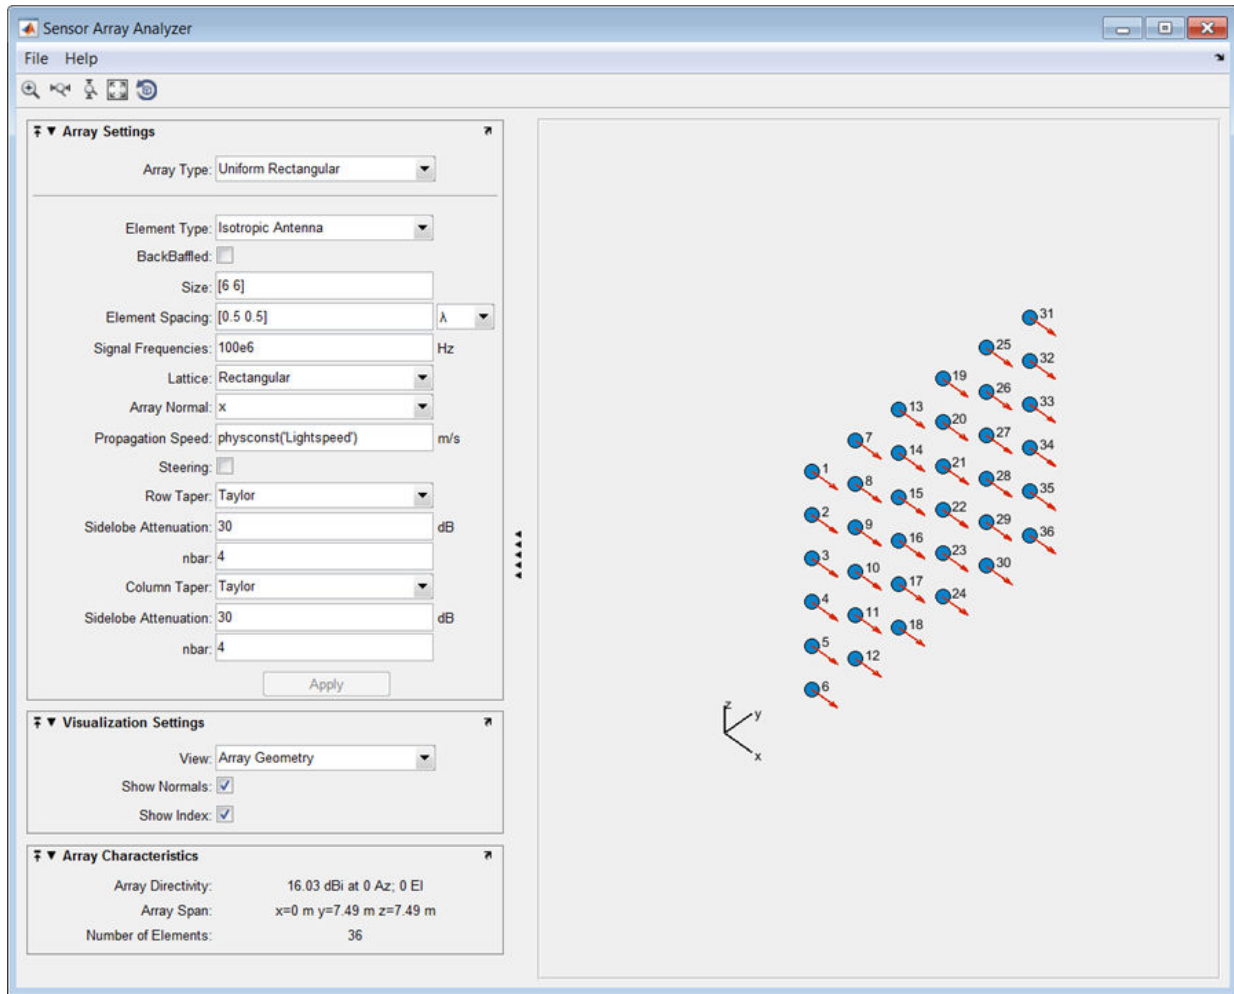 Sensor Array Analyzer
File Help
Array Settings
Array Type: Uniform Rectangular
Element Type: Isotropic Antenna
BackBaffled:
Size: [6 6]
Element Spacing: [0.5 0.5] λ
Signal Frequencies: 100e6 Hz
Lattice: Rectangular
Array Normal: x
Propagation Speed: physconst('Lightspeed') m/s
Steering:
Row Taper: Taylor
Sidelobe Attenuation: 30 dB
nbar: 4
Column Taper: Taylor
Sidelobe Attenuation: 30 dB
nbar: 4
Apply
Visualization Settings
View: Array Geometry
Show Normals:
Show Index:
Array Characteristics
Array Directivity: 16.03 dBi at 0 Az; 0 El
Array Span: x=0 m y=7.49 m z=7.49 m
Number of Elements: 36
31
25 32
19 26 33
13 20 27 34
7 14 21 28 35
1 8 15 22 29 36
2 9 16 23 30
3 10 17 24
4 11 18
5 12
6
z
y
x